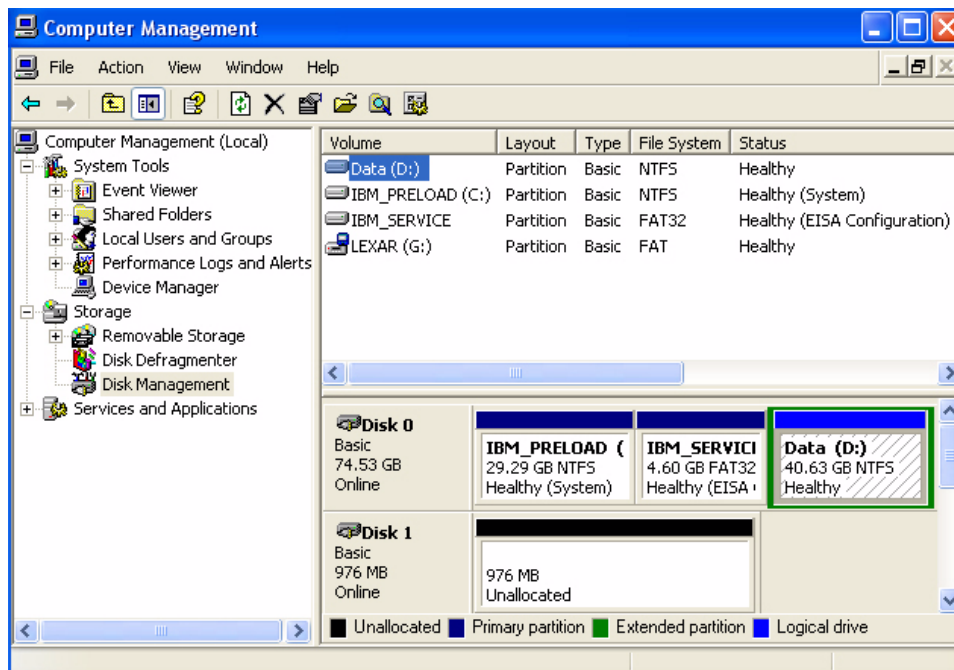 Computer Management
File Action View Window Help
Computer Management (Local)
System Tools
Event Viewer
Shared Folders
Local Users and Groups
Performance Logs and Alerts
Device Manager
Storage
Removable Storage
Disk Defragmenter
Disk Management
Services and Applications
Volume Layout Type File System Status
Data (D:) Partition Basic NTFS Healthy
IBM_PRELOAD (C:) Partition Basic NTFS Healthy (System)
IBM_SERVICE Partition Basic FAT32 Healthy (EISA Configuration)
LEXAR (G:) Partition Basic FAT Healthy
Disk 0
Basic
74.53 GB
Online
IBM_PRELOAD (
29.29 GB NTFS
Healthy (System)
IBM_SERVICI
4.60 GB FAT32
Healthy (EISA
Data (D:)
40.63 GB NTFS
Healthy
Disk 1
Basic
976 MB
Online
976 MB
Unallocated
Unallocated Primary partition Extended partition Logical drive